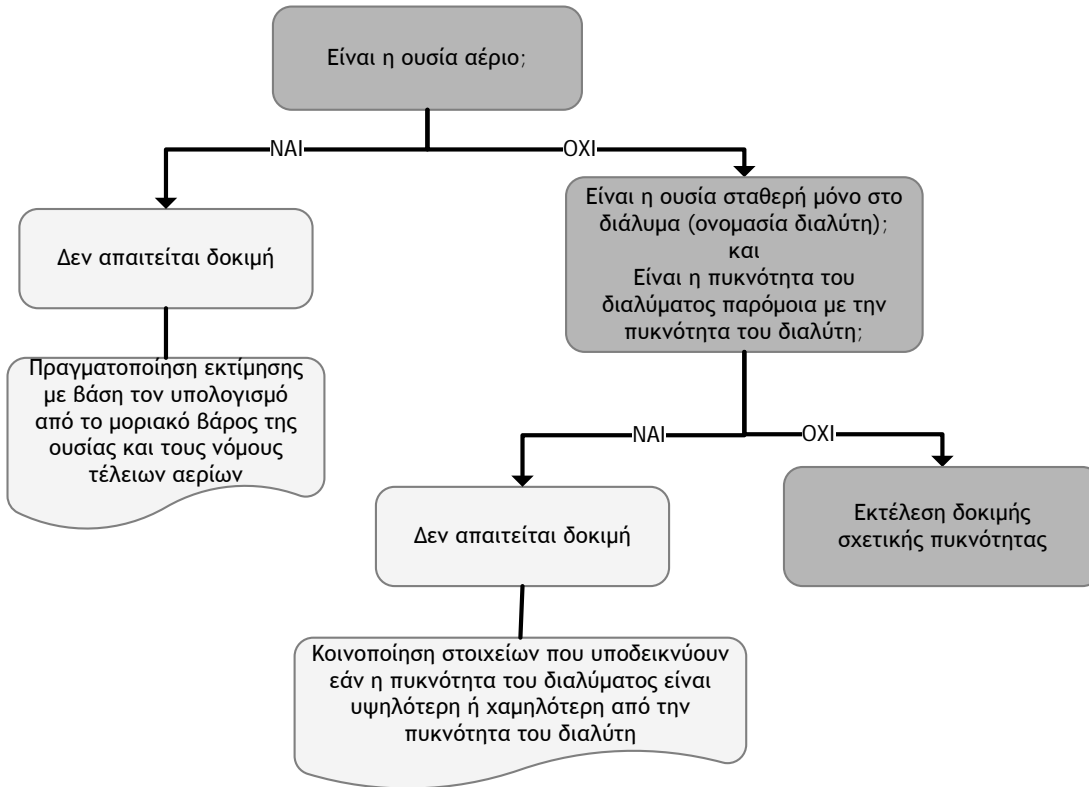 Είναι η ουσία αέριο;
ΝΑΙ
ΟΧΙ
Δεν απαιτείται δοκιμή
Πραγματοποίηση εκτίμησης
με βάση τον υπολογισμό
από το μοριακό βάρος της
ουσίας και τους νόμους
τέλειων αερίων
Είναι η ουσία σταθερή μόνο στο
διάλυμα (ονομασία διαλύτη);
και
Είναι η πυκνότητα του
διαλύματος παρόμοια με την
πυκνότητα του διαλύτη;
ΝΑΙ
ΟΧΙ
Δεν απαιτείται δοκιμή
Κοινοποίηση στοιχείων που υποδεικνύουν
εάν η πυκνότητα του διαλύματος είναι
υψηλότερη ή χαμηλότερη από την
πυκνότητα του διαλύτη
Εκτέλεση δοκιμής
σχετικής πυκνότητας